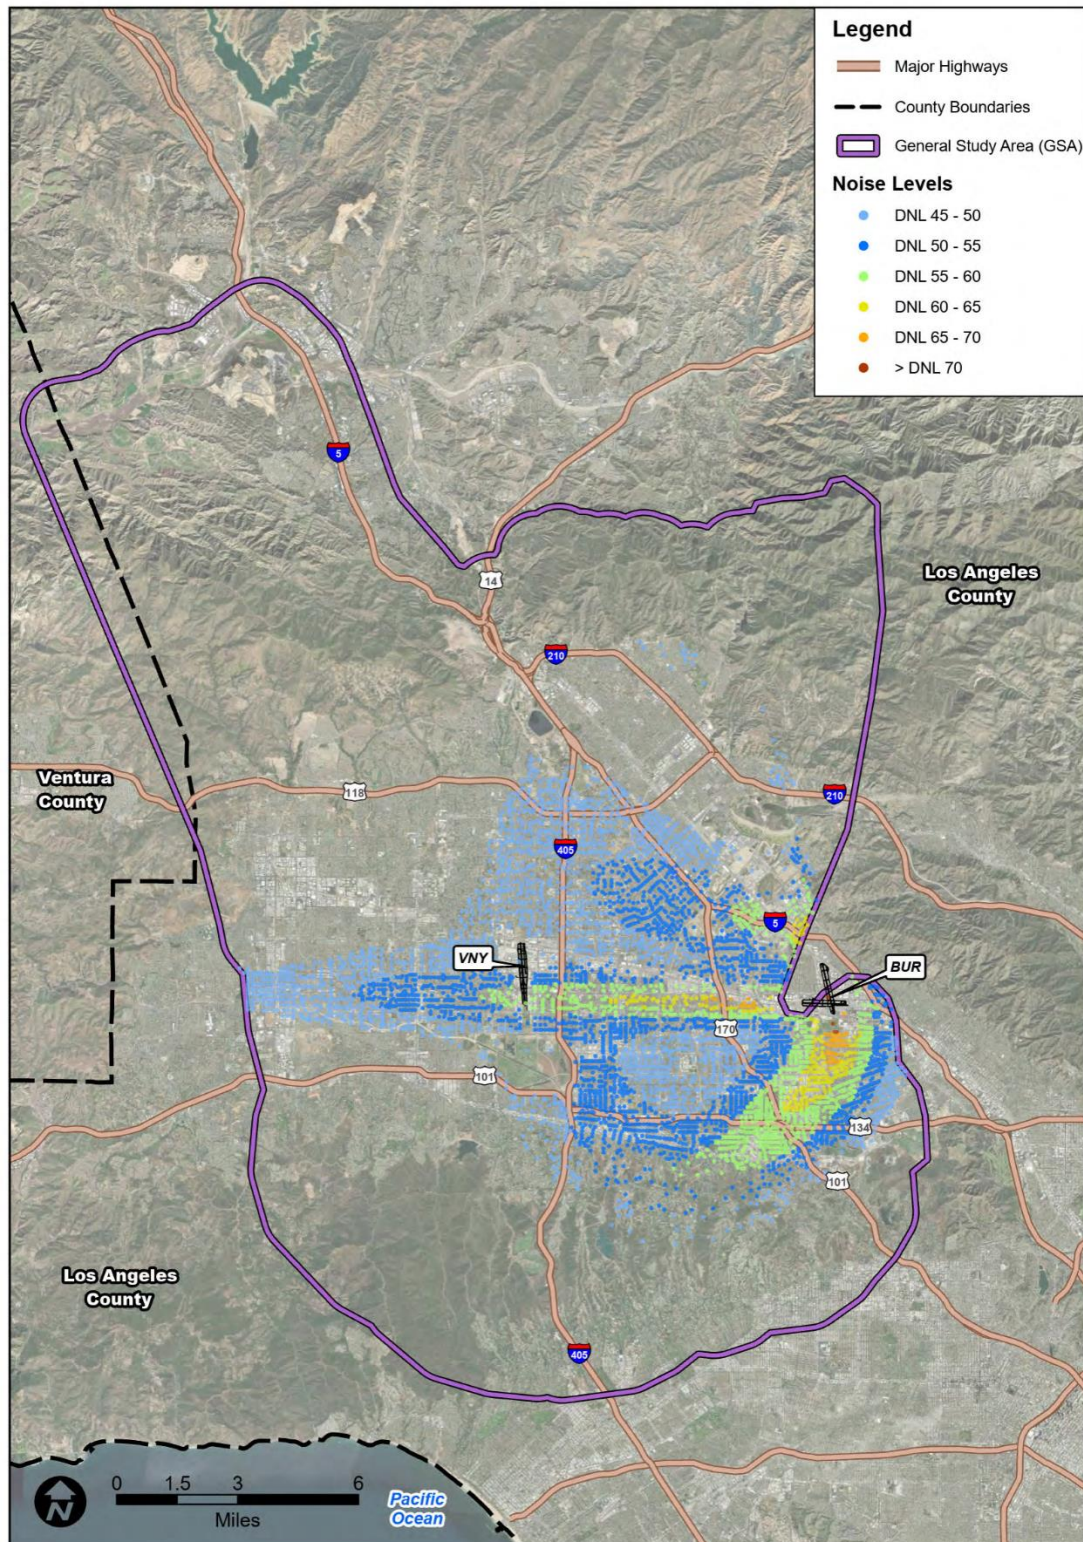 Legend
Major Highways
County Boundaries
General Study Area (GSA)
Noise Levels
DNL 45 - 50
DNL 50 - 55
DNL 55 - 60
DNL 60 - 65
DNL 65 - 70
> DNL 70
5
14
Los Angeles
County
210
Ventura
County
118
210
405
5
VNY
BUR
170
101
134
101
Los Angeles
County
405
0 1.5 3 6
Miles
N
Pacific
Ocean